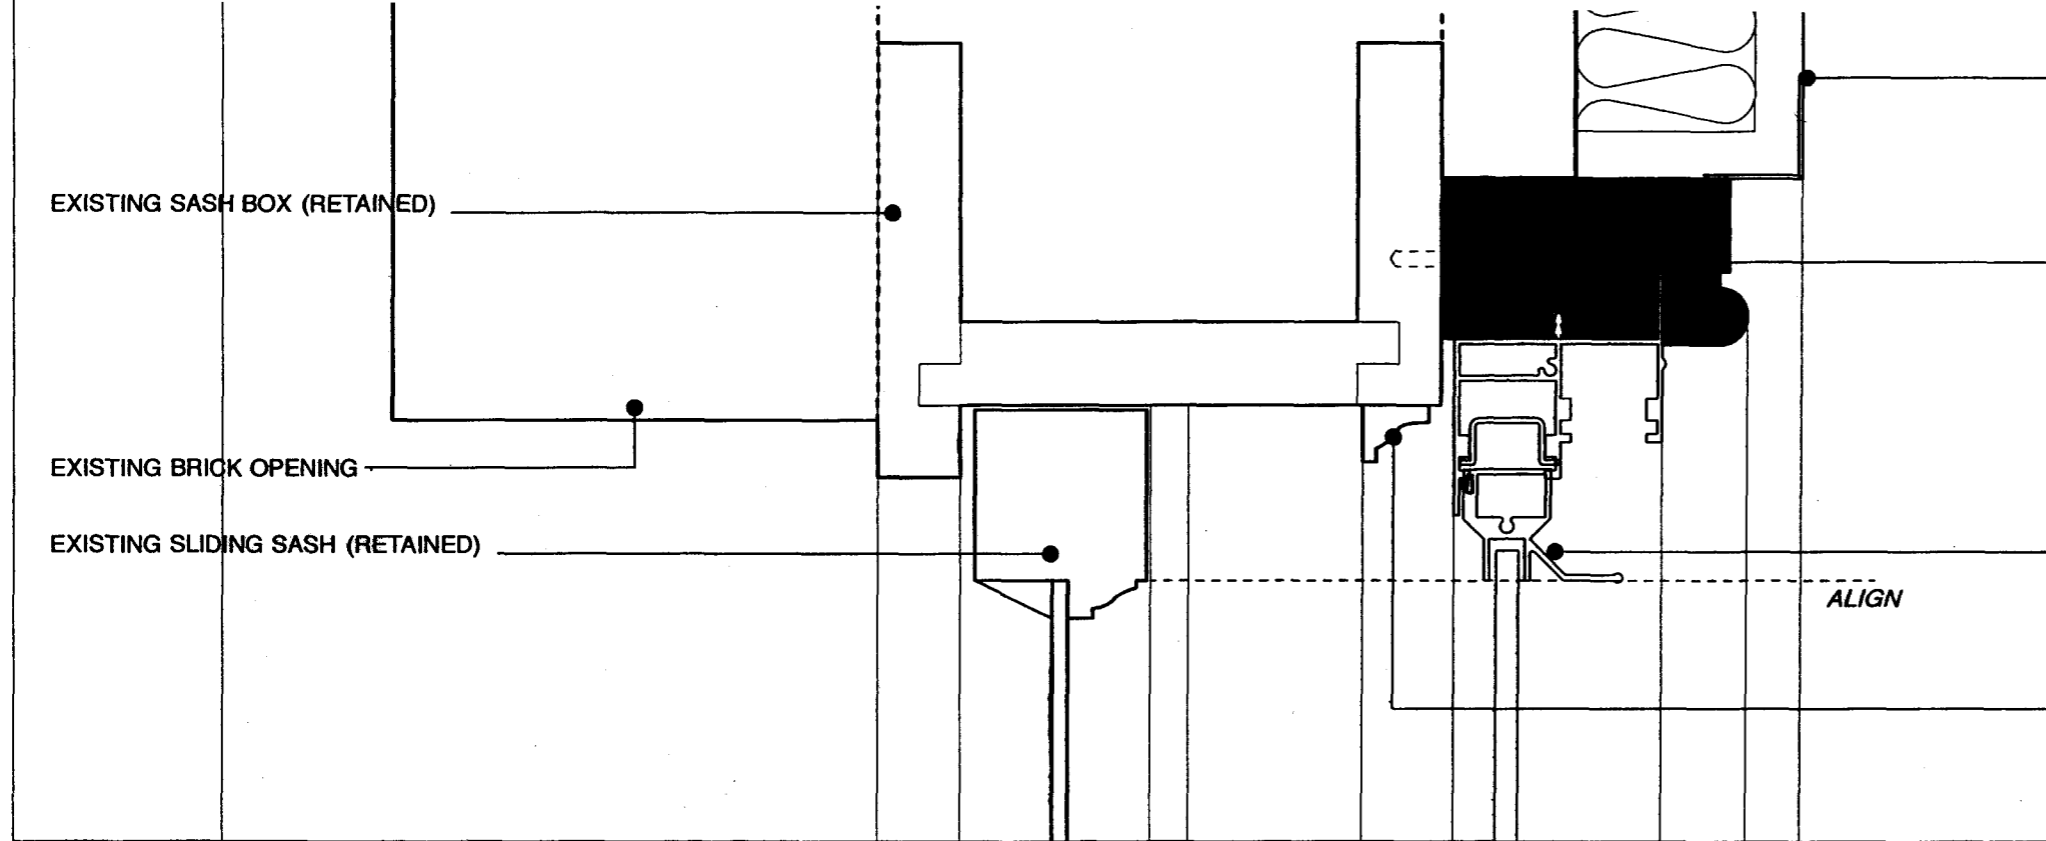 EXISTING SASH BOX (RETAINED)
EXISTING BRICK OPENING
EXISTING SLIDING SASH (RETAINED)
ALIGN